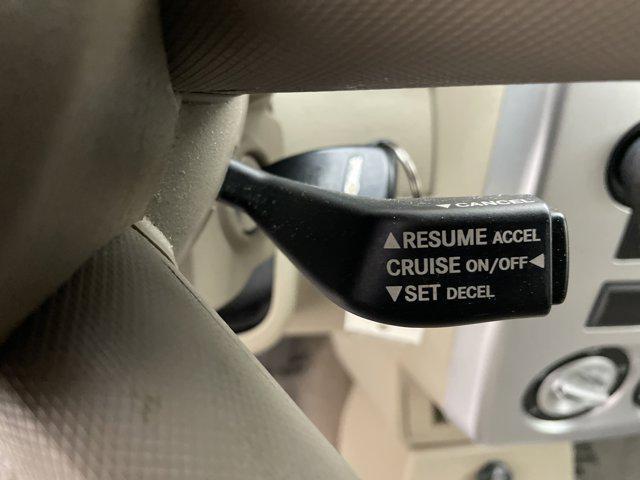 ▼CANCEL
▲RESUME ACCEL
CRUISE ON/OFF◀
▼SET DECEL